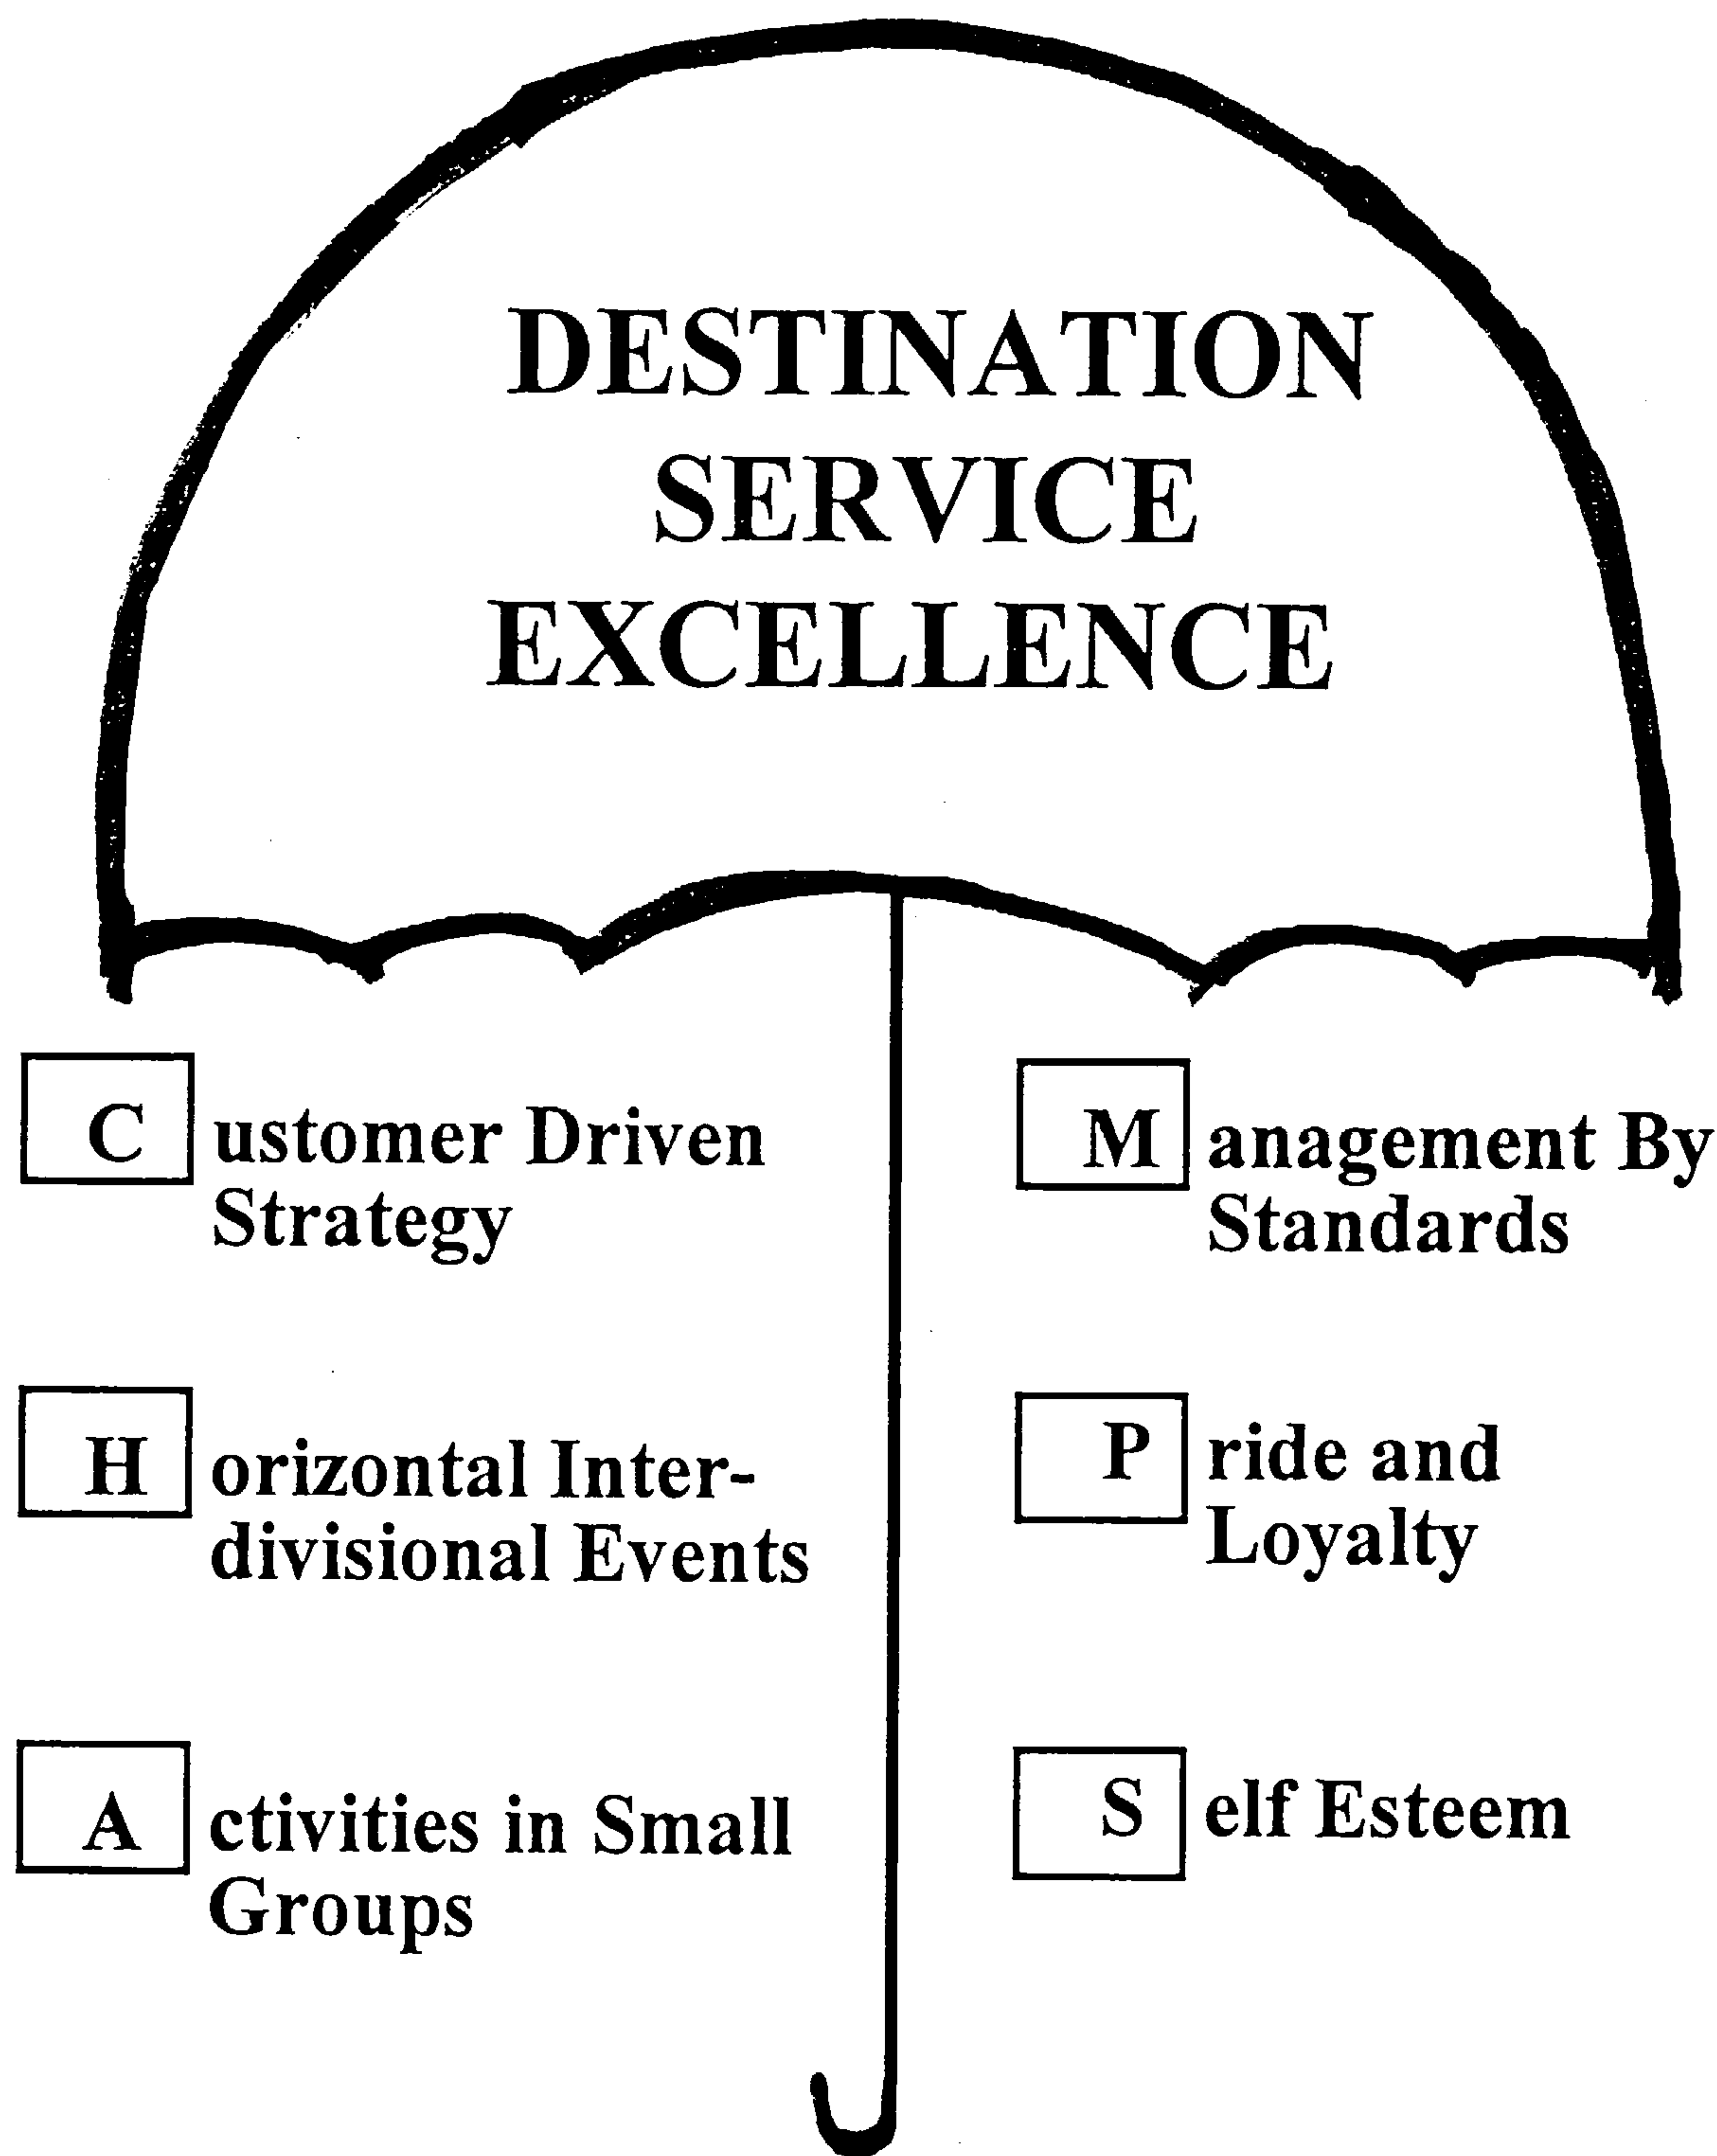 DESTINATION
SERVICE
EXCELLENCE
C ustomer Driven
Strategy
H orizontal Inter-
divisional Events
A ctivities in Small
Groups
M anagement By
Standards
P ride and
Loyalty
S elf Esteem